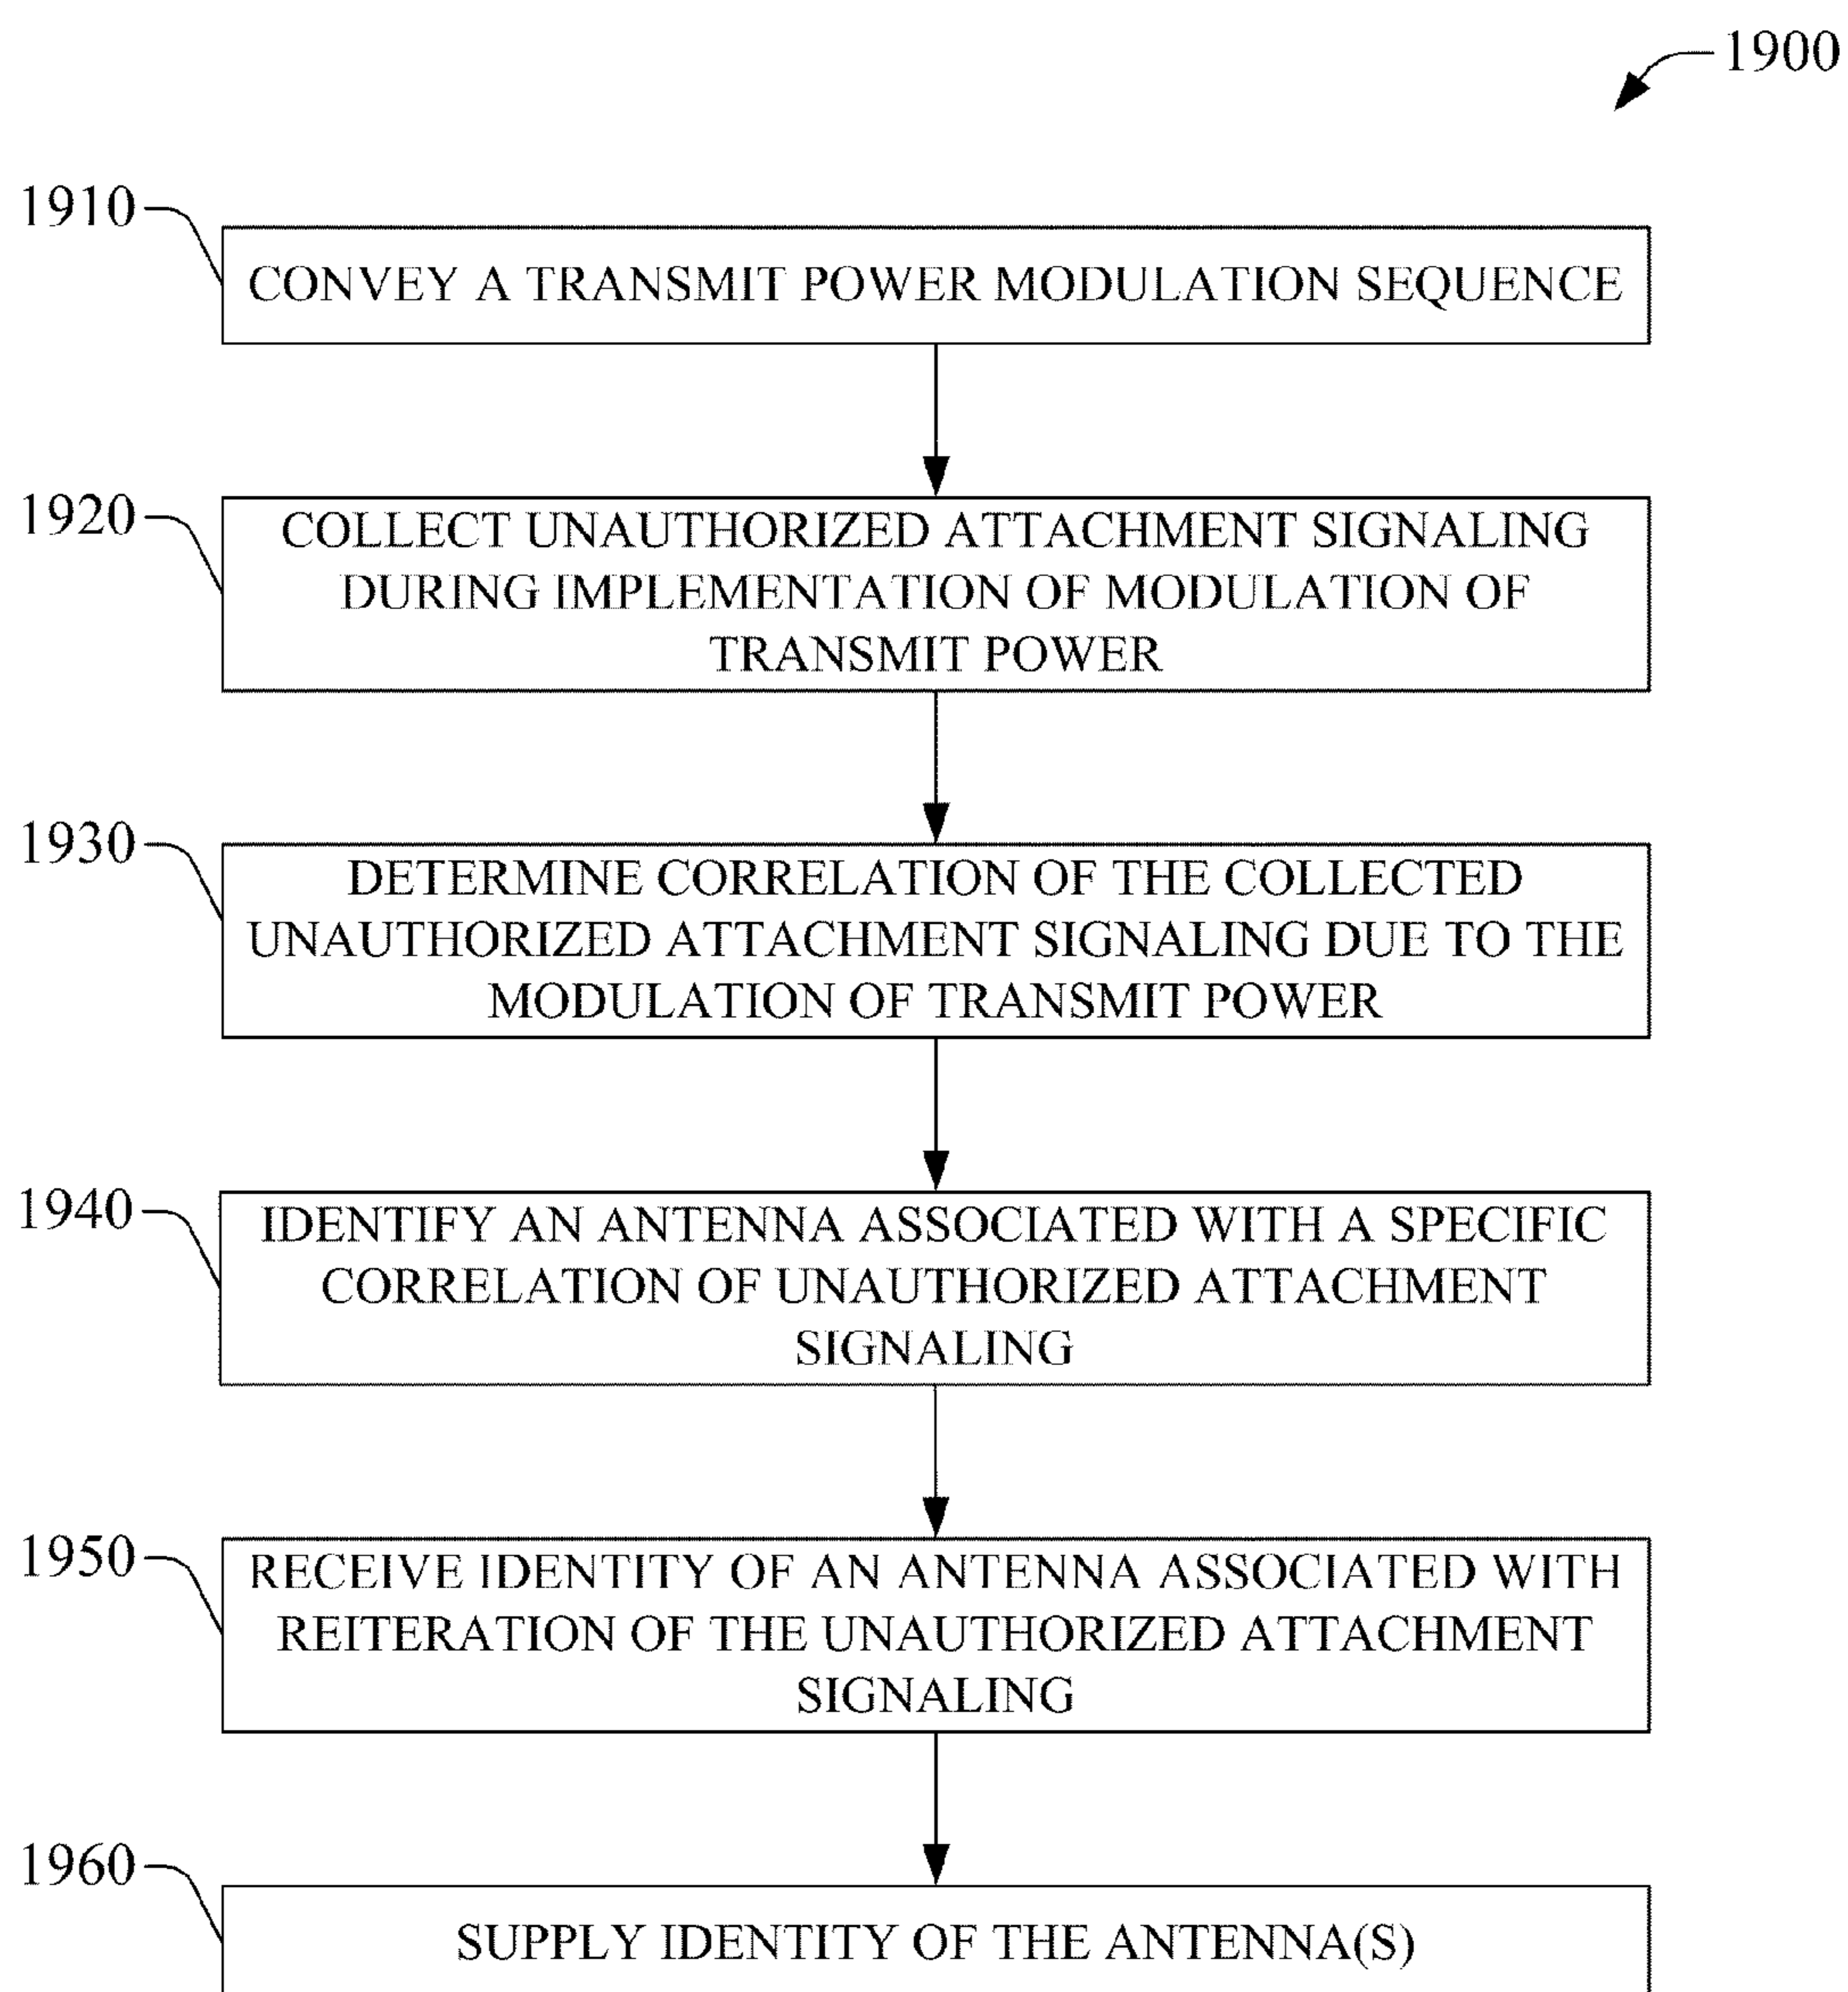 1900
1910
CONVEY A TRANSMIT POWER MODULATION SEQUENCE
1920
COLLECT UNAUTHORIZED ATTACHMENT SIGNALING
DURING IMPLEMENTATION OF MODULATION OF
TRANSMIT POWER
1930
DETERMINE CORRELATION OF THE COLLECTED
UNAUTHORIZED ATTACHMENT SIGNALING DUE TO THE
MODULATION OF TRANSMIT POWER
1940
IDENTIFY AN ANTENNA ASSOCIATED WITH A SPECIFIC
CORRELATION OF UNAUTHORIZED ATTACHMENT
SIGNALING
1950
RECEIVE IDENTITY OF AN ANTENNA ASSOCIATED WITH
REITERATION OF THE UNAUTHORIZED ATTACHMENT
SIGNALING
1960
SUPPLY IDENTITY OF THE ANTENNA(S)